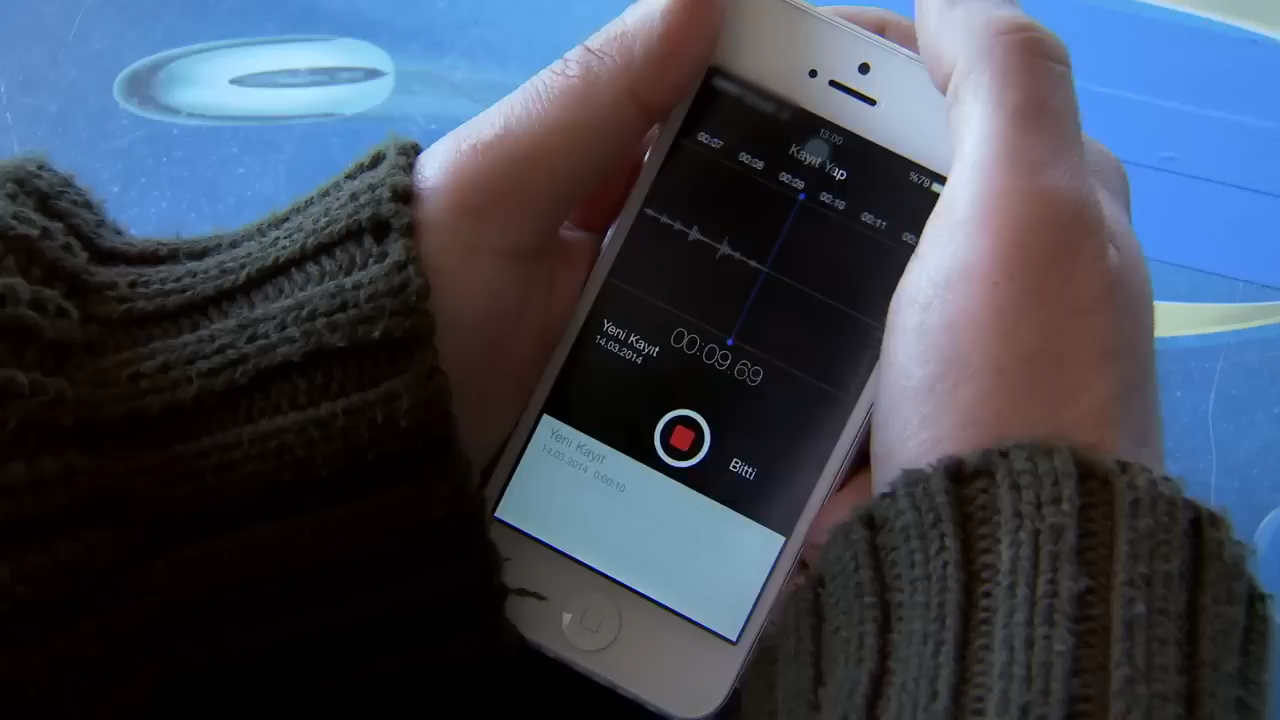 13:00
%79
Kayıt Yap
00:07 00:08 00:09 00:10 00:11
Yeni Kayıt
14.03.2014
00:09.69
Bitti
Yeni Kayıt
14.03.2014 0:00:10